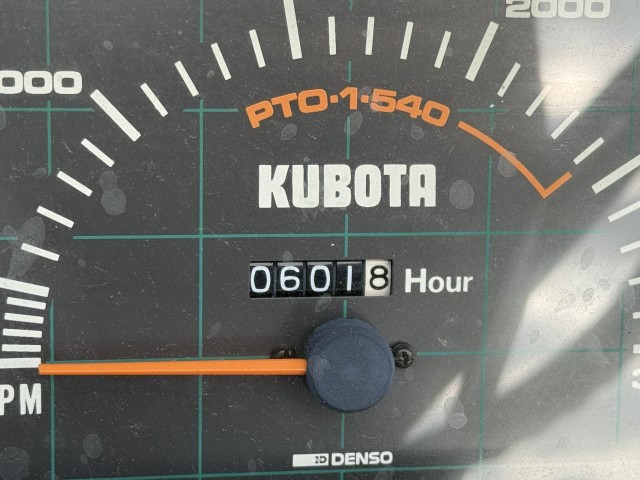 2000
000
PTO·1·540
KUBOTA
06018 Hour
PM
DENSO